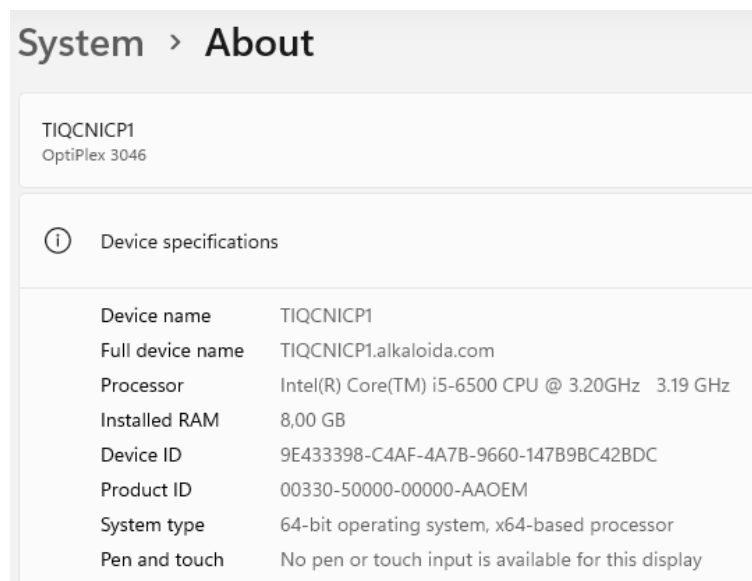 System > About
TIQCNICP1
OptiPlex 3046
Device specifications
Device name TIQCNICP1
Full device name TIQCNICP1.alkaloida.com
Processor Intel(R) Core(TM) i5-6500 CPU @ 3.20GHz 3.19 GHz
Installed RAM 8,00 GB
Device ID 9E433398-C4AF-4A7B-9660-147B9BC42BDC
Product ID 00330-50000-00000-AAOEM
System type 64-bit operating system, x64-based processor
Pen and touch No pen or touch input is available for this display